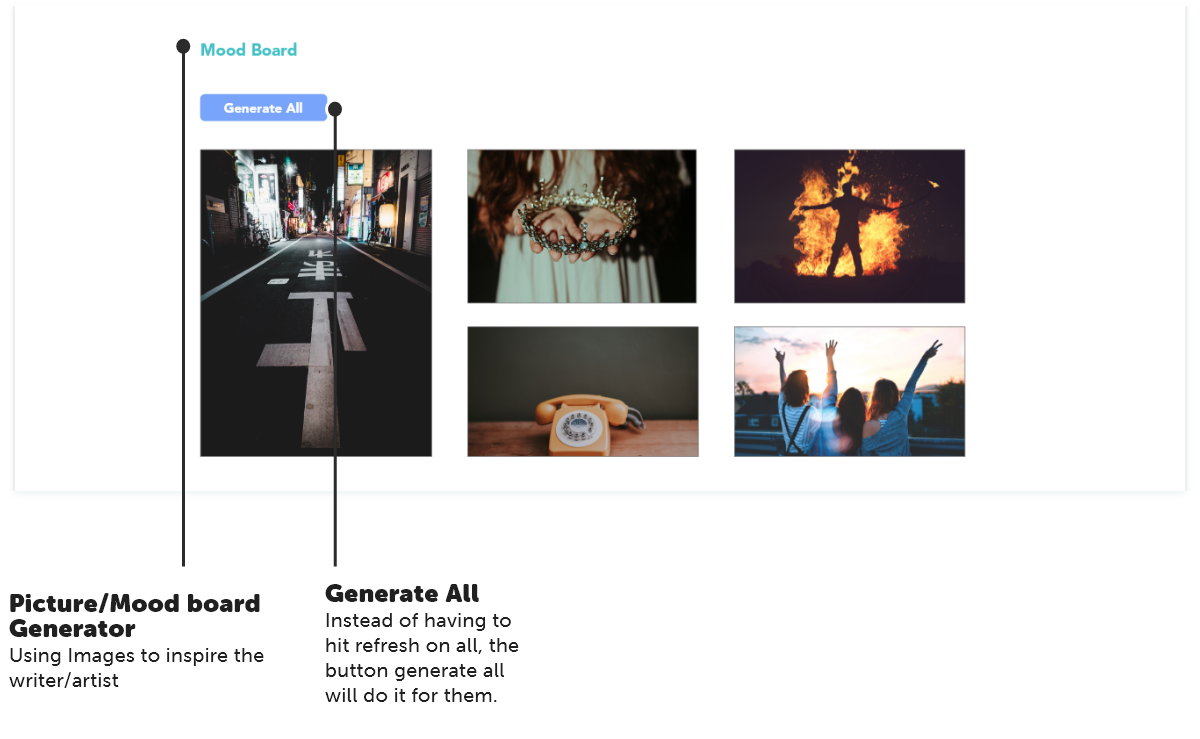 Mood Board
Generate All
Picture/Mood board
Generator
Using Images to inspire the
writer/artist
Generate All
Instead of having to
hit refresh on all, the
button generate all
will do it for them.